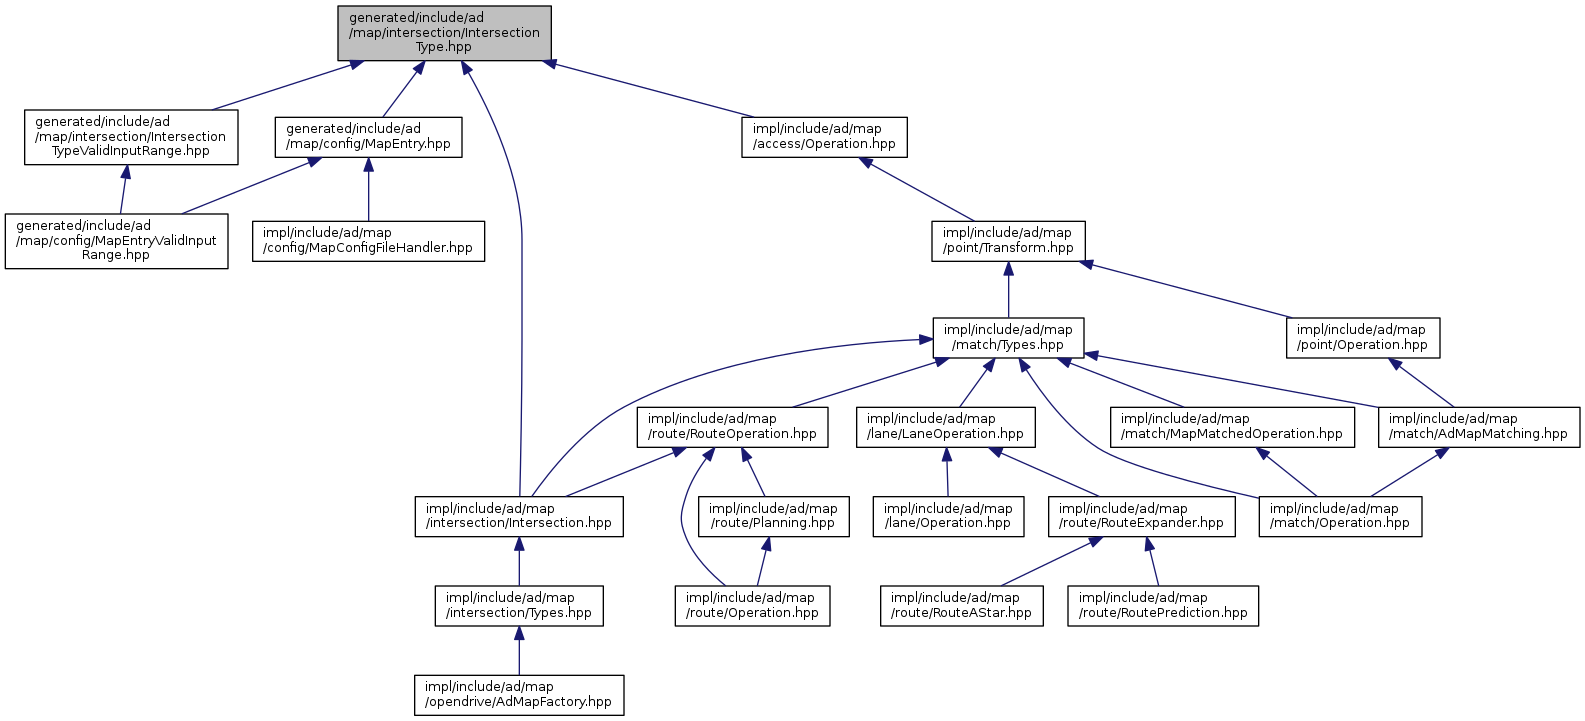 generated/include/ad
/map/intersection/Intersection
Type.hpp
generated/include/ad
/map/intersection/Intersection
TypeValidInputRange.hpp
generated/include/ad
/map/config/MapEntry.hpp
impl/include/ad/map
/access/Operation.hpp
generated/include/ad
/map/config/MapEntryValidInput
Range.hpp
impl/include/ad/map
/config/MapConfigFileHandler.hpp
impl/include/ad/map
/point/Transform.hpp
impl/include/ad/map
/match/Types.hpp
impl/include/ad/map
/point/Operation.hpp
impl/include/ad/map
/route/RouteOperation.hpp
impl/include/ad/map
/lane/LaneOperation.hpp
impl/include/ad/map
/match/MapMatchedOperation.hpp
impl/include/ad/map
/match/AdMapMatching.hpp
impl/include/ad/map
/intersection/Intersection.hpp
impl/include/ad/map
/route/Planning.hpp
impl/include/ad/map
/lane/Operation.hpp
impl/include/ad/map
/route/RouteExpander.hpp
impl/include/ad/map
/match/Operation.hpp
impl/include/ad/map
/intersection/Types.hpp
impl/include/ad/map
/route/Operation.hpp
impl/include/ad/map
/route/RouteAStar.hpp
impl/include/ad/map
/route/RoutePrediction.hpp
impl/include/ad/map
/opendrive/AdMapFactory.hpp